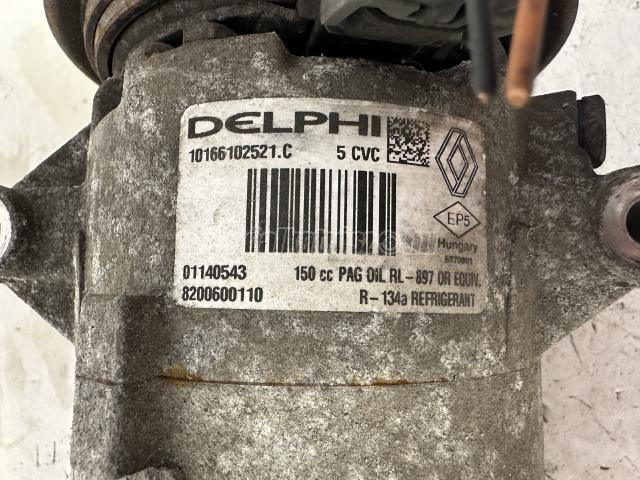 DELPHI
10166102521.C 5 CVC
EP5
Hungary
01140543 150 cc PAG OIL RL-897 OR EQUIV.
8200600110 R-134a REFRIGERANT